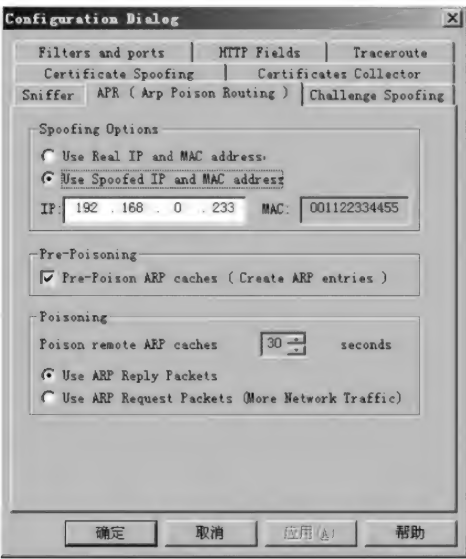 Configuration Dialog
Filters and ports HTTP Fields Traceroute
Certificate Spoofing Certificates Collector
Sniffer APR ( Arp Poison Routing ) Challenge Spoofing
Spoofing Options
Use Real IP and MAC address
Use Spoofed IP and MAC address
IP: 192 . 168 . 0 . 233 MAC: 001122334455
Pre-Poisoning
Pre-Poison ARP caches ( Create ARP entries )
Poisoning
Poison remote ARP caches 30 seconds
Use ARP Reply Packets
Use ARP Request Packets (More Network Traffic)
确定 取消 应用(A) 帮助